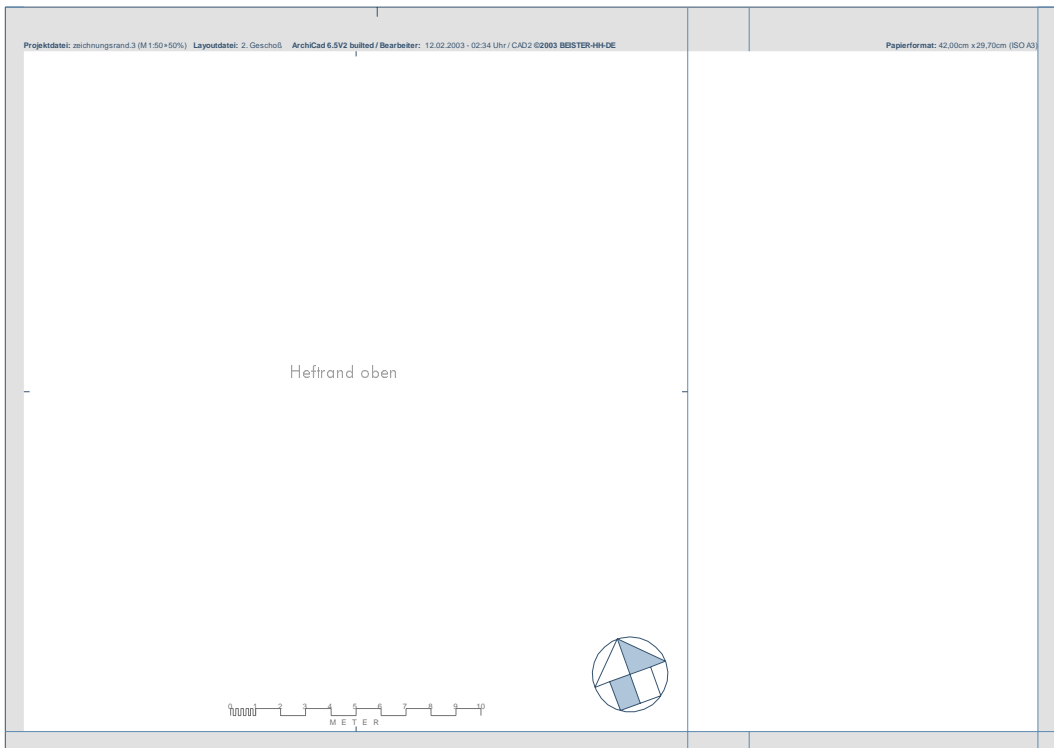 Projektdatei: zeichnungsrand.3 (M 1:50×50%) Layoutdatei: 2. Geschoß ArchiCad 6.5V2 builted / Bearbeiter: 12.02.2003 - 02:34 Uhr / CAD2 ©2003 BEISTER-HH-DE Papierformat: 42,00cm x 29,70cm (ISO A3)
Heftrand oben
0 1 2 3 4 5 6 7 8 9 10
METER